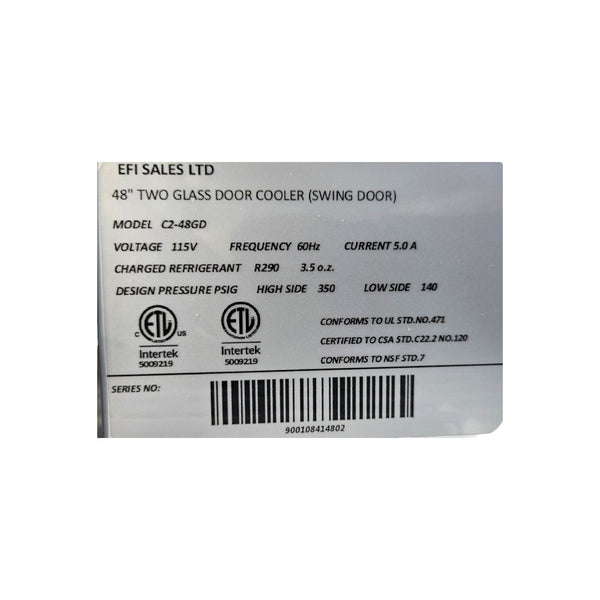 EFI SALES LTD
48" TWO GLASS DOOR COOLER (SWING DOOR)
MODEL C2-48GD
VOLTAGE 115V FREQUENCY 60Hz CURRENT 5.0 A
CHARGED REFRIGERANT R290 3.5 o.z.
DESIGN PRESSURE PSIG HIGH SIDE 350 LOW SIDE 140
C ETL US
Intertek
5009219
ETL
Intertek
5009219
CONFORMS TO UL STD.NO.471
CERTIFIED TO CSA STD.C22.2 NO.120
CONFORMS TO NSF STD.7
SERIES NO:
900108414802